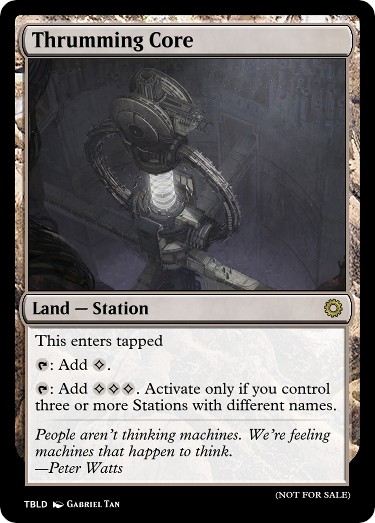 Thrumming Core
Land — Station
This enters tapped
: Add .
: Add . Activate only if you control
three or more Stations with different names.
People aren't thinking machines. We're feeling
machines that happen to think.
—Peter Watts
TBLD Gabriel Tan
(NOT FOR SALE)